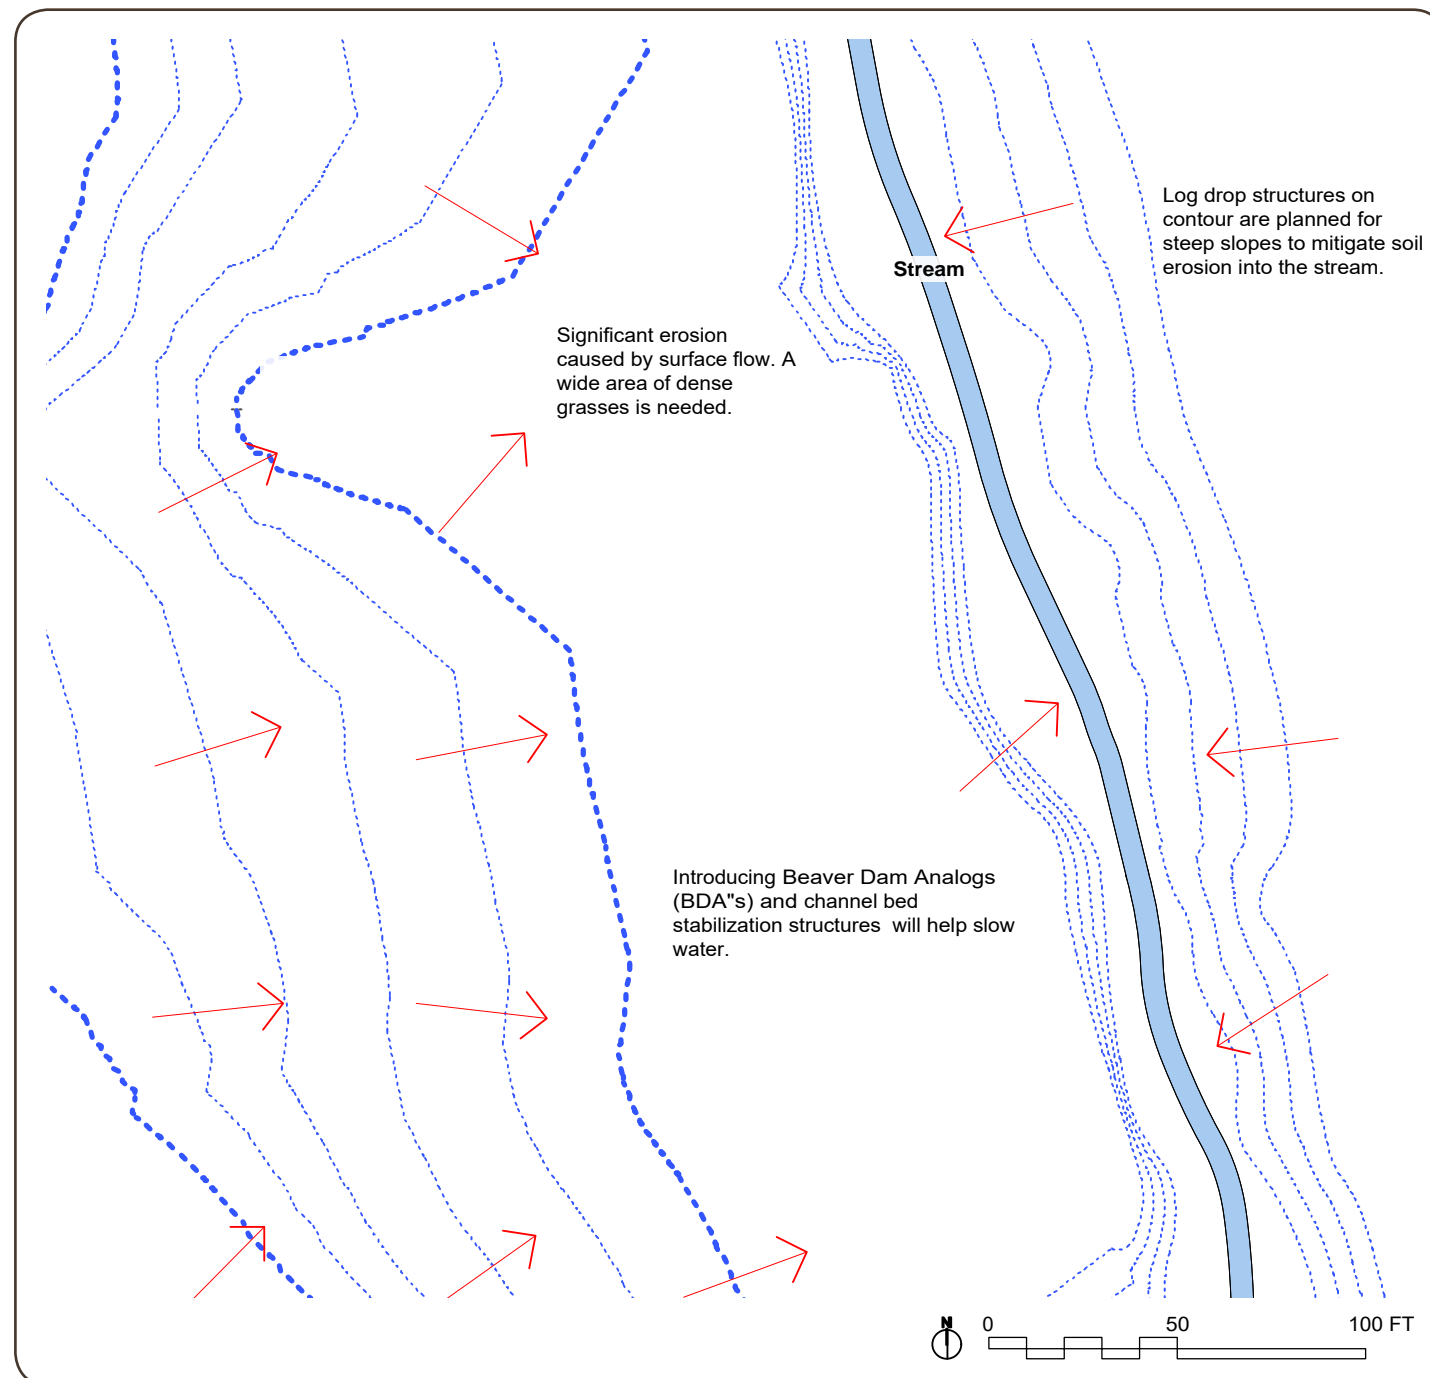 Log drop structures on
contour are planned for
steep slopes to mitigate soil
erosion into the stream.
Stream
Significant erosion
caused by surface flow. A
wide area of dense
grasses is needed.
Introducing Beaver Dam Analogs
(BDA"s) and channel bed
stabilization structures  will help slow
water.
N
0
50
100 FT